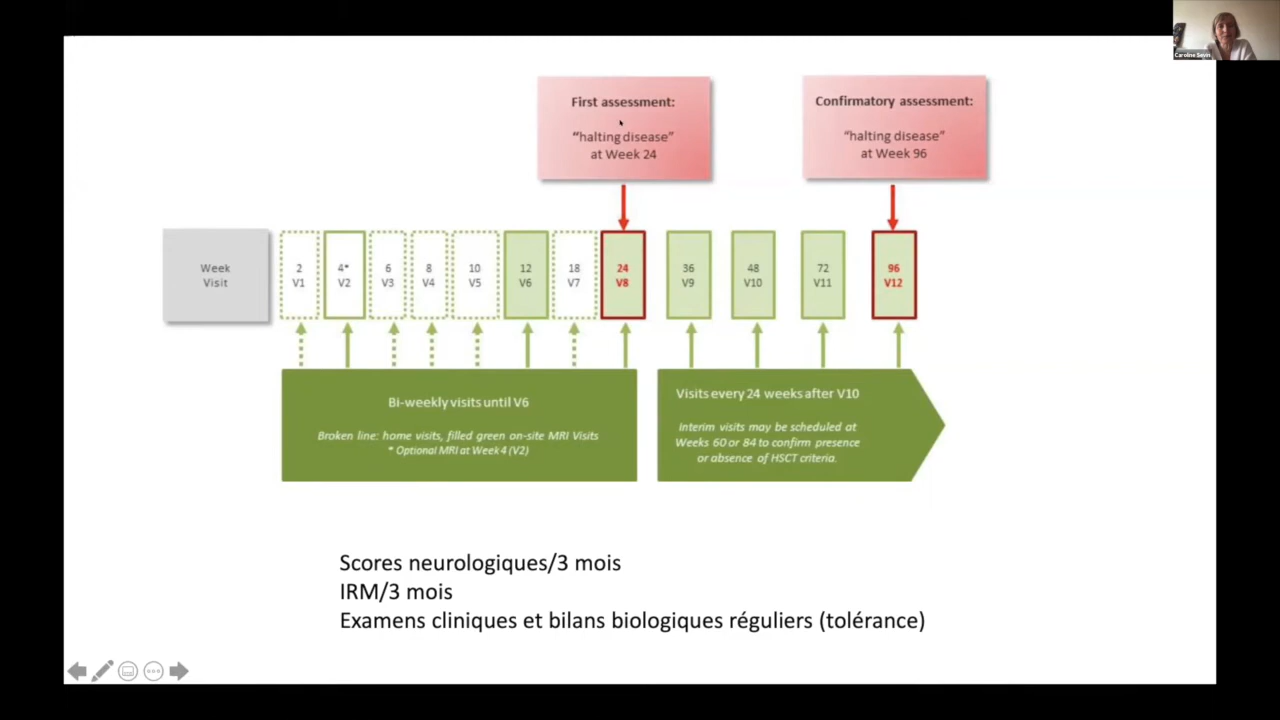 Caroline Sevin
First assessment:
"halting disease"
at Week 24
Confirmatory assessment:
"halting disease"
at Week 96
Week
Visit
2
V1
4*
V2
6
V3
8
V4
10
V5
12
V6
18
V7
24
V8
36
V9
48
V10
72
V11
96
V12
Bi-weekly visits until V6
Broken line: home visits, filled green on-site MRI Visits
* Optional MRI at Week 4 (V2)
Visits every 24 weeks after V10
Interim visits may be scheduled at
Weeks 60 or 84 to confirm presence
or absence of HSCT criteria.
Scores neurologiques/3 mois
IRM/3 mois
Examens cliniques et bilans biologiques réguliers (tolérance)